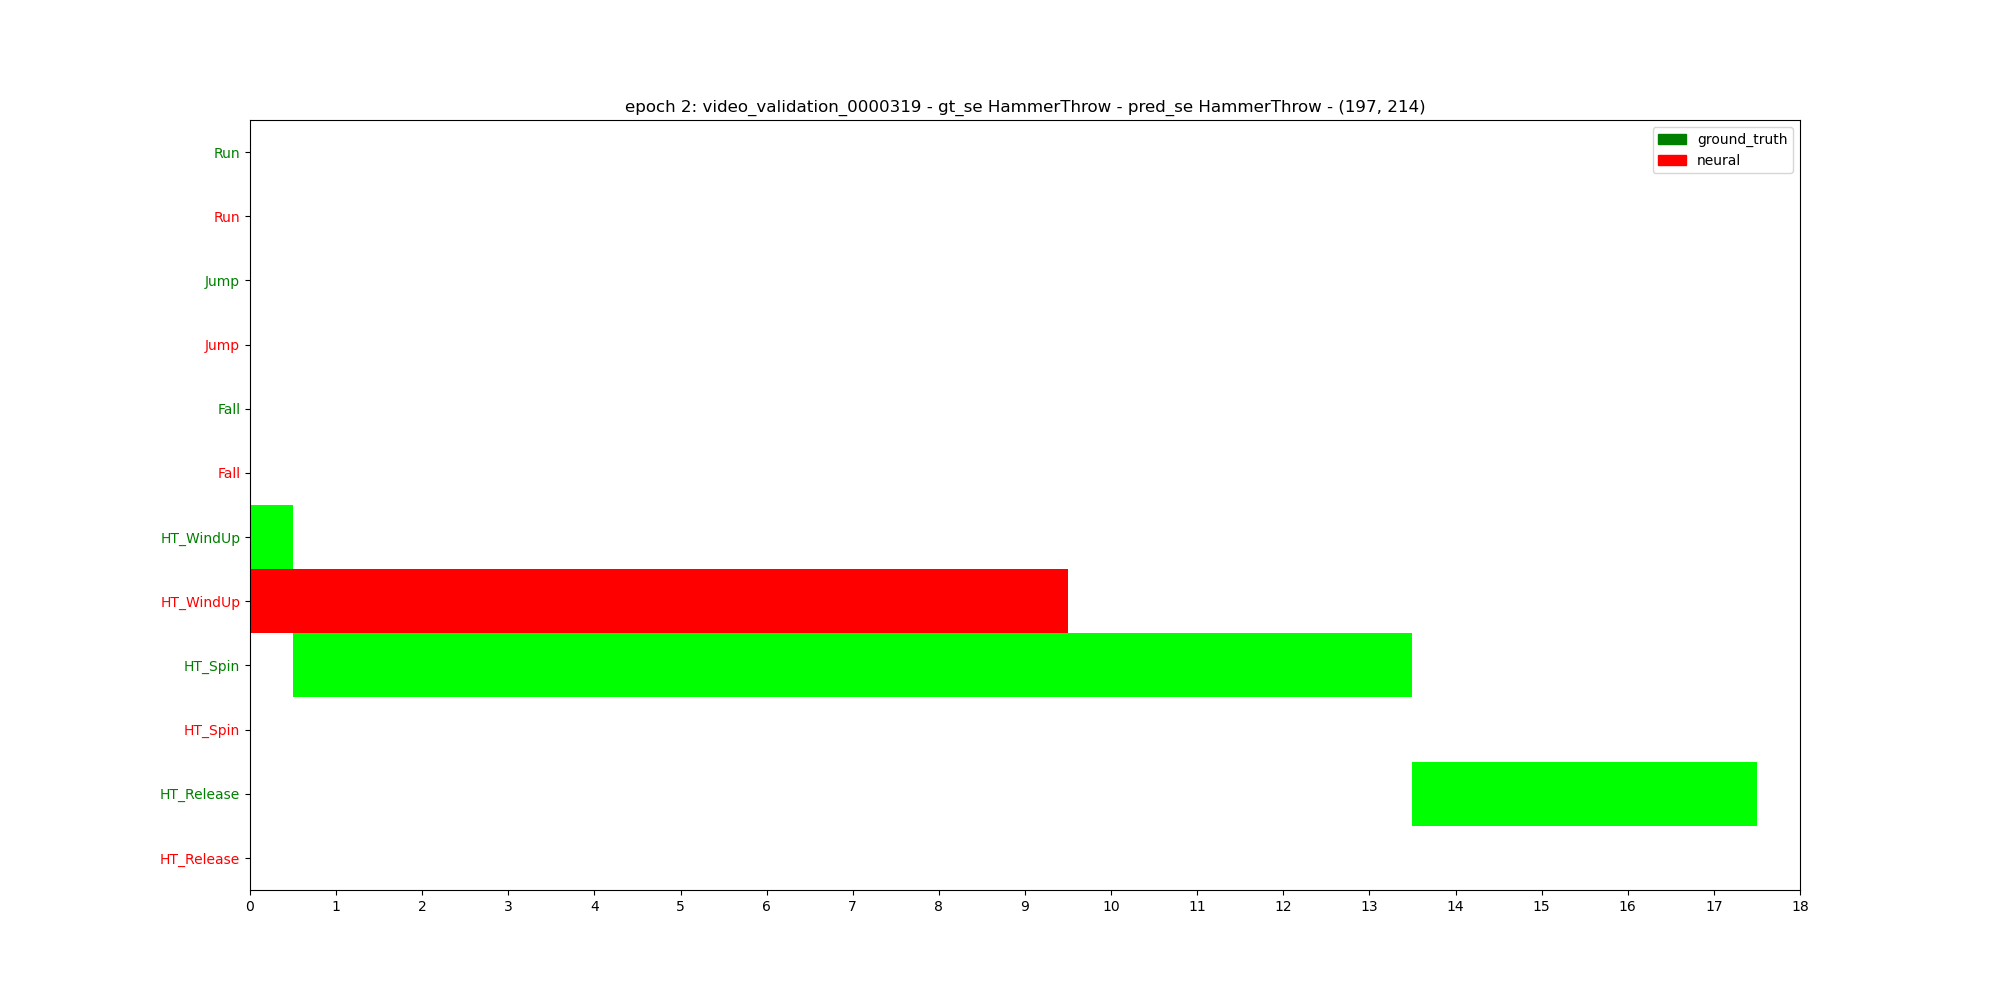 epoch 2: video_validation_0000319 - gt_se HammerThrow - pred_se HammerThrow - (197, 214)
ground_truth
neural
Run
Run
Jump
Jump
Fall
Fall
HT_WindUp
HT_WindUp
HT_Spin
HT_Spin
HT_Release
HT_Release
0 1 2 3 4 5 6 7 8 9 10 11 12 13 14 15 16 17 18